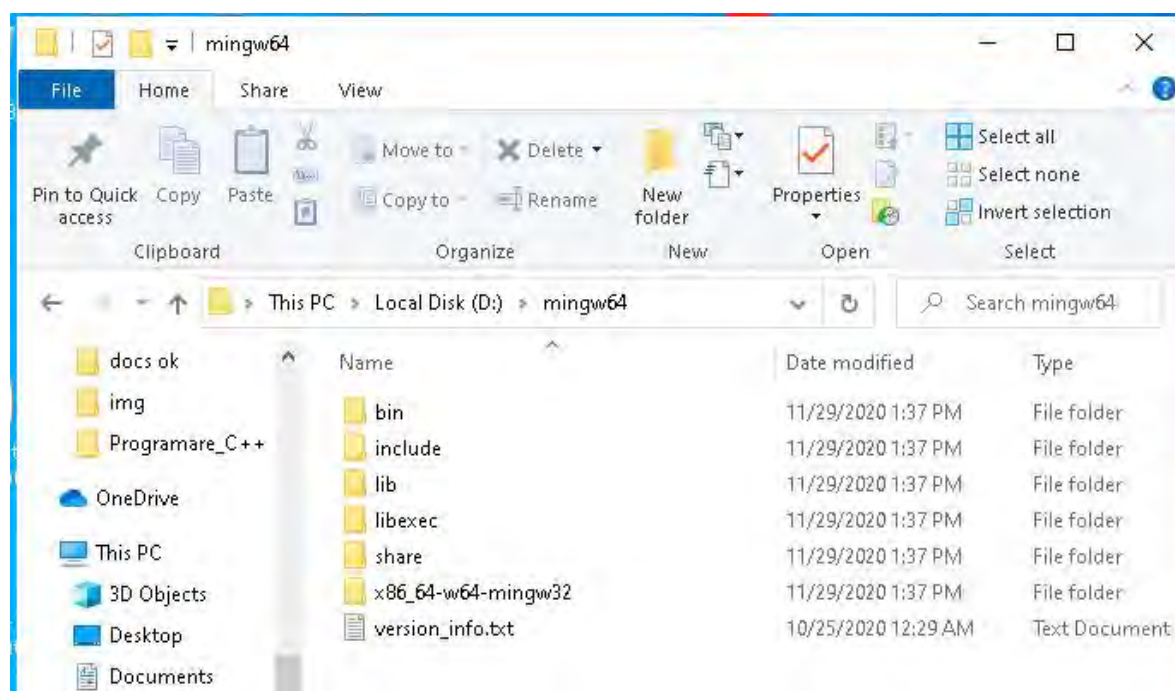 mingw64
File Home Share View
Pin to Quick access
Copy
Paste
Move to
Copy to
Delete
Rename
New folder
Properties
Select all
Select none
Invert selection
Clipboard Organize New Open Select
This PC > Local Disk (D:) > mingw64
Search mingw64
docs ok
img
Programare_C++
OneDrive
This PC
3D Objects
Desktop
Documents
Name Date modified Type
bin 11/29/2020 1:37 PM File folder
include 11/29/2020 1:37 PM File folder
lib 11/29/2020 1:37 PM File folder
libexec 11/29/2020 1:37 PM File folder
share 11/29/2020 1:37 PM File folder
x86_64-w64-mingw32 11/29/2020 1:37 PM File folder
version_info.txt 10/25/2020 12:29 AM Text Document